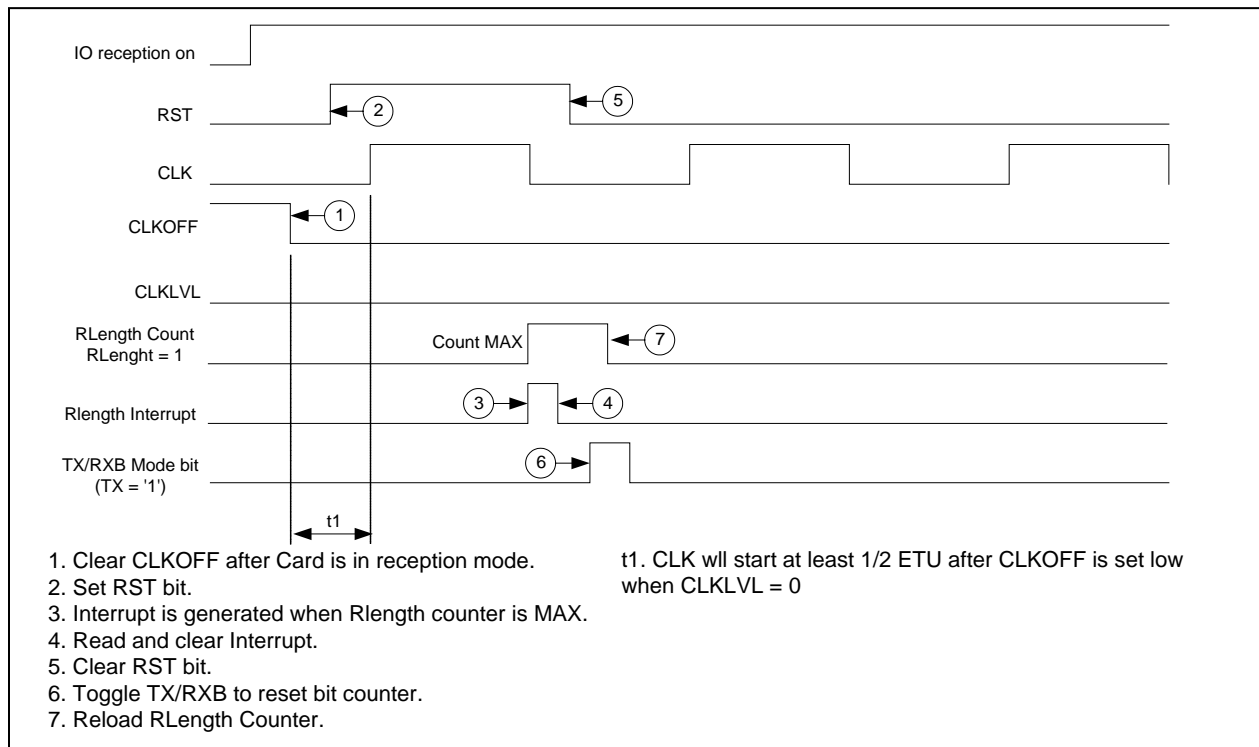 IO reception on
RST
2
5
CLK
CLKOFF
1
CLKLVL
RLength Count
RLenght = 1
Count MAX
7
Rlength Interrupt
3
4
TX/RXB Mode bit
(TX = '1')
6
t1
1. Clear CLKOFF after Card is in reception mode.
2. Set RST bit.
3. Interrupt is generated when Rlength counter is MAX.
4. Read and clear Interrupt.
5. Clear RST bit.
6. Toggle TX/RXB to reset bit counter.
7. Reload RLength Counter.
t1. CLK wll start at least 1/2 ETU after CLKOFF is set low
when CLKLVL = 0